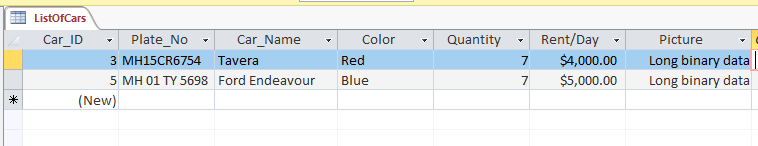 ListOfCars
Car_ID Plate_No Car_Name Color Quantity Rent/Day Picture
3 MH15CR6754 Tavera Red 7 $4,000.00 Long binary data
5 MH 01 TY 5698 Ford Endeavour Blue 7 $5,000.00 Long binary data
* (New)